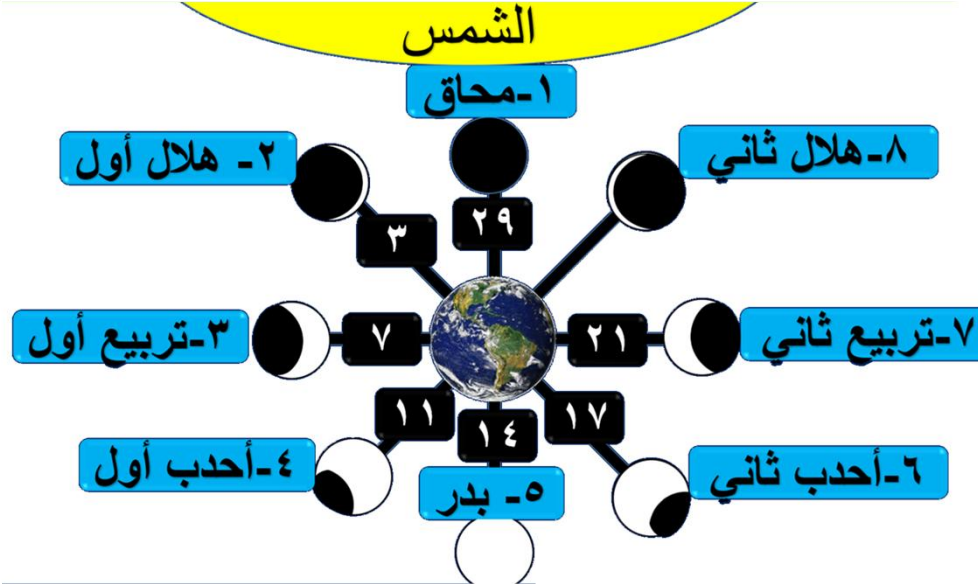 الشمس
١-محاق
٢- هلال أول
٨-هلال ثاني
٢٩
٣
٣-تربيع أول
٧
٢١
٧-تربيع ثاني
١١
١٤
١٧
٤-أحدب أول
٥- بدر
٦-أحدب ثاني